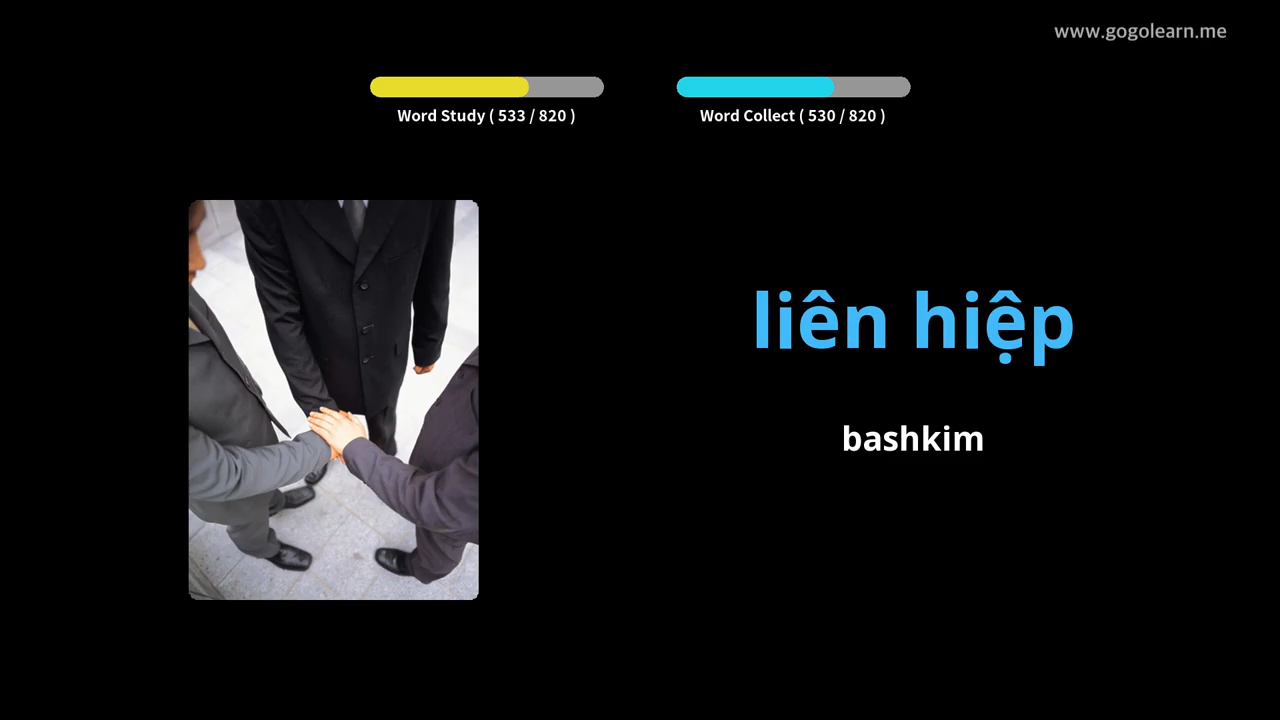 www.gogolearn.me
Word Study ( 533 / 820 )
Word Collect ( 530 / 820 )
liên hiệp
bashkim